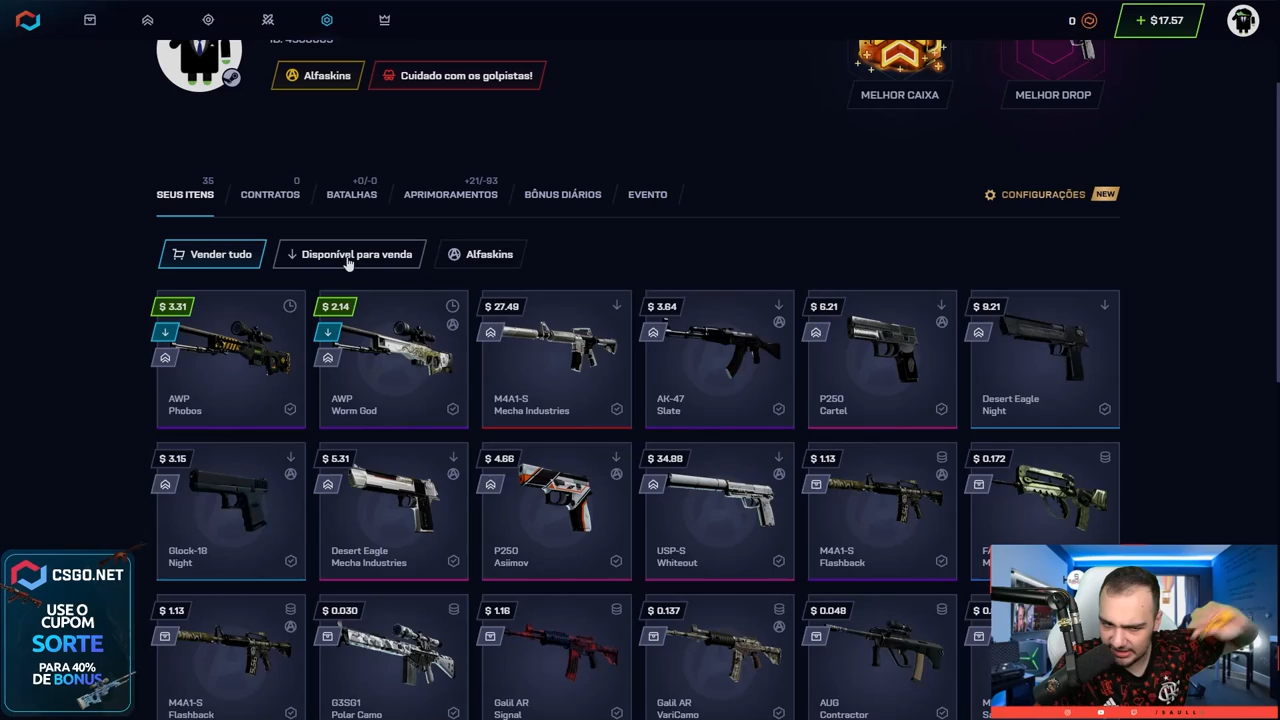 0
+ $17.57
Alfaskins
Cuidado com os golpistas!
MELHOR CAIXA
MELHOR DROP
35
0
+0/-0
+21/-93
SEUS ITENS
CONTRATOS
BATALHAS
APRIMORAMENTOS
BÔNUS DIÁRIOS
EVENTO
CONFIGURAÇÕES
NEW
Vender tudo
Disponível para venda
Alfaskins
$ 3.31
AWP
Phobos
$ 2.14
AWP
Worm God
$ 27.49
M4A1-S
Mecha Industries
$ 3.64
AK-47
Slate
$ 6.21
P250
Cartel
$ 9.21
Desert Eagle
Night
$ 3.15
Glock-18
Night
$ 5.31
Desert Eagle
Mecha Industries
$ 4.66
P250
Asiimov
$ 34.88
USP-S
Whiteout
$ 1.13
M4A1-S
Flashback
$ 0.172
$ 1.13
M4A1-S
Flashback
$ 0.030
G3SG1
Polar Camo
$ 1.16
Galil AR
Signal
$ 0.137
Galil AR
VariCamo
$ 0.048
AUG
Contractor
CSGO.NET
USE O
CUPOM
SORTE
PARA 40%
DE BONUS